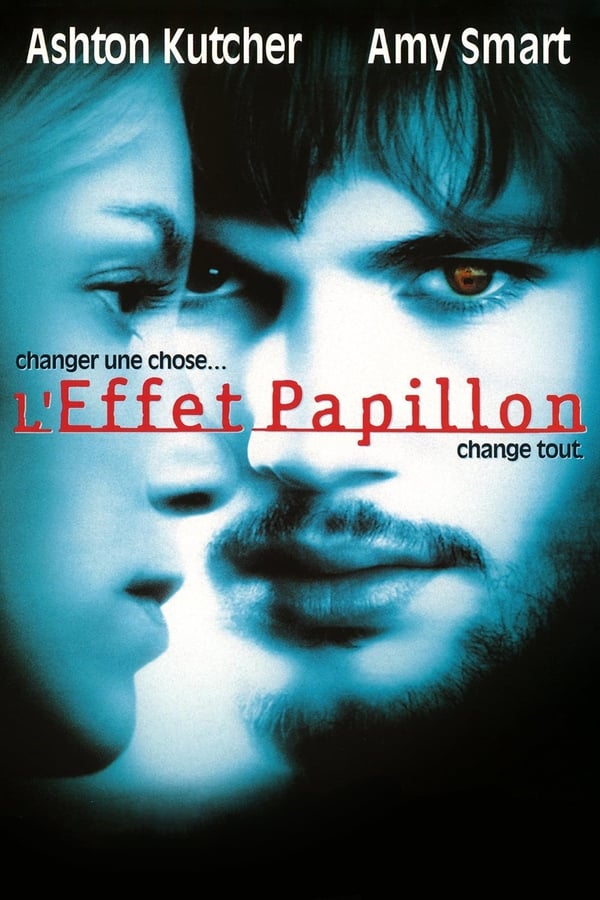 Ashton Kutcher Amy Smart
changer une chose...
L'Effet Papillon
change tout.